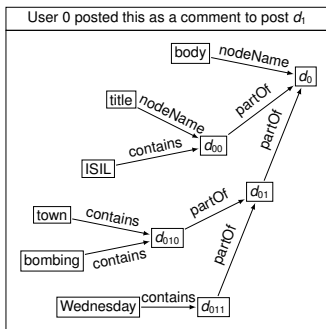 User 0 posted this as a comment to post d1
body
nodeName
d0
title
nodeName
partOf
contains
d00
ISIL
partOf
d01
town
contains
partOf
d010
contains
bombing
partOf
Wednesday
contains
d011